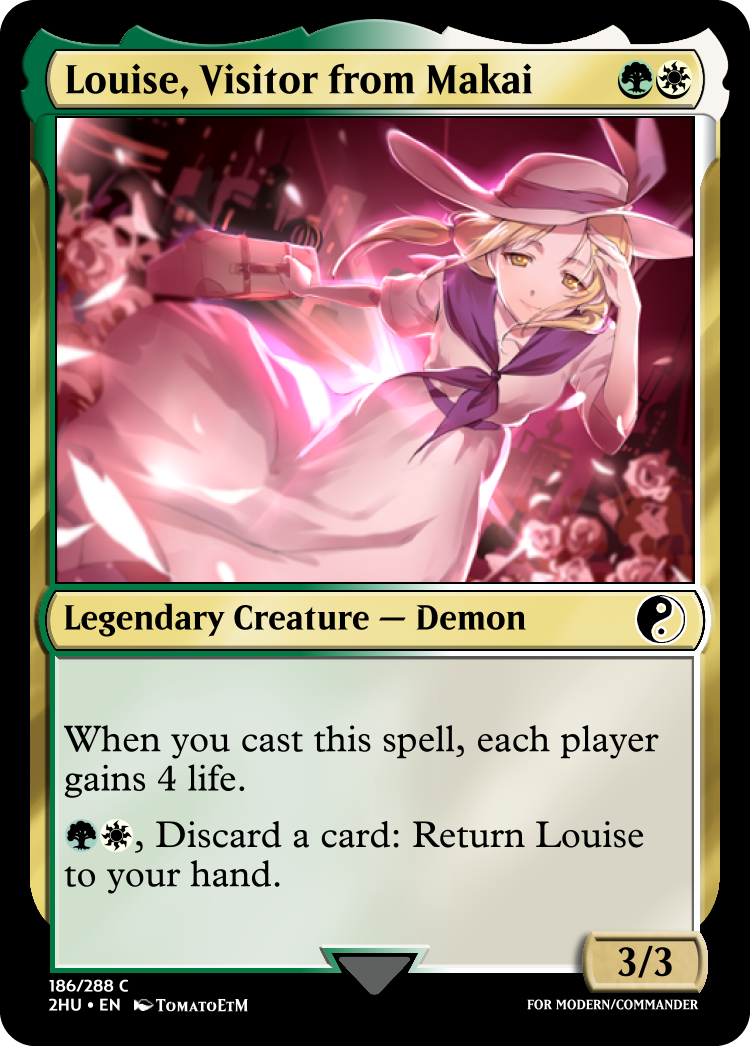 Louise, Visitor from Makai
Legendary Creature — Demon
When you cast this spell, each player
gains 4 life.
, Discard a card: Return Louise
to your hand.
3/3
186/288 C
2HU • EN TomatoEtM
FOR MODERN/COMMANDER